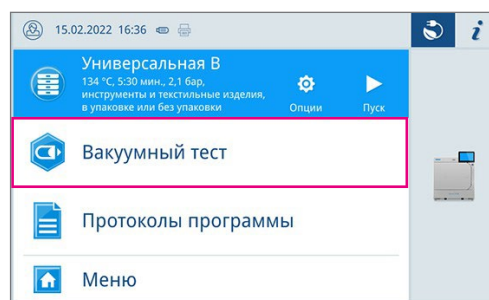 15.02.2022 16:36
i
Универсальная B
134 °C, 5:30 мин., 2,1 бар,
инструменты и текстильные изделия,
в упаковке или без упаковки
Опции
Пуск
Вакуумный тест
Протоколы программы
Меню